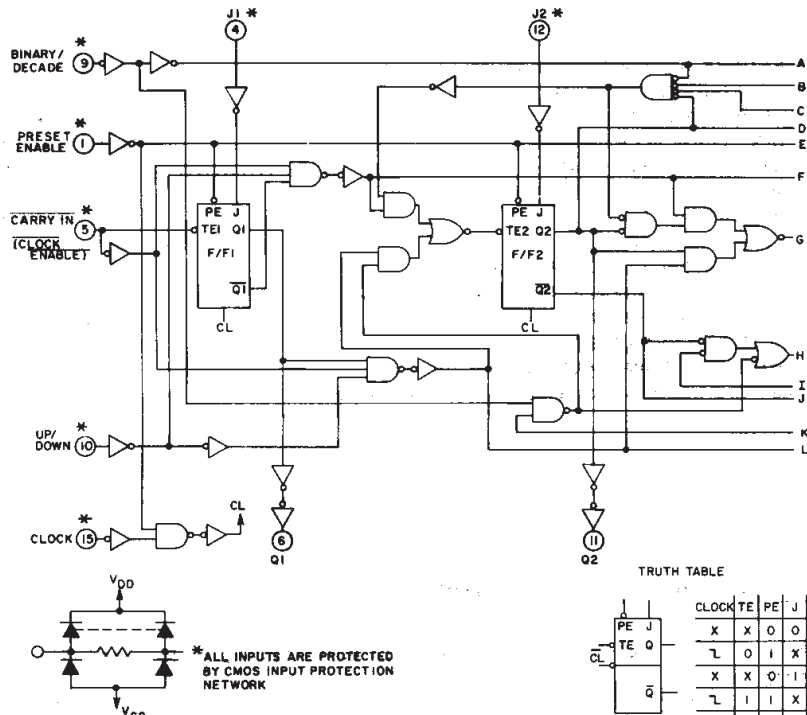 J1 *
4
J2 *
12
*
BINARY/
DECADE
9
A
B
C
D
*
PRESET
ENABLE
1
E
F
PE J
TE1 Q1
F/F1
Q1
CL
PE J
TE2 Q2
F/F2
Q2
CL
*
CARRY IN
5
(CLOCK
ENABLE)
G
H
I
J
K
L
*
UP/
DOWN
10
CL
*
CLOCK
15
6
Q1
11
Q2
VDD
*ALL INPUTS ARE PROTECTED
BY CMOS INPUT PROTECTION
NETWORK
TRUTH TABLE
PE J
TE Q
CL
Q
CLOCK TE PE J
X X 0 0
0 1 X
X X 0 1
1 1 X